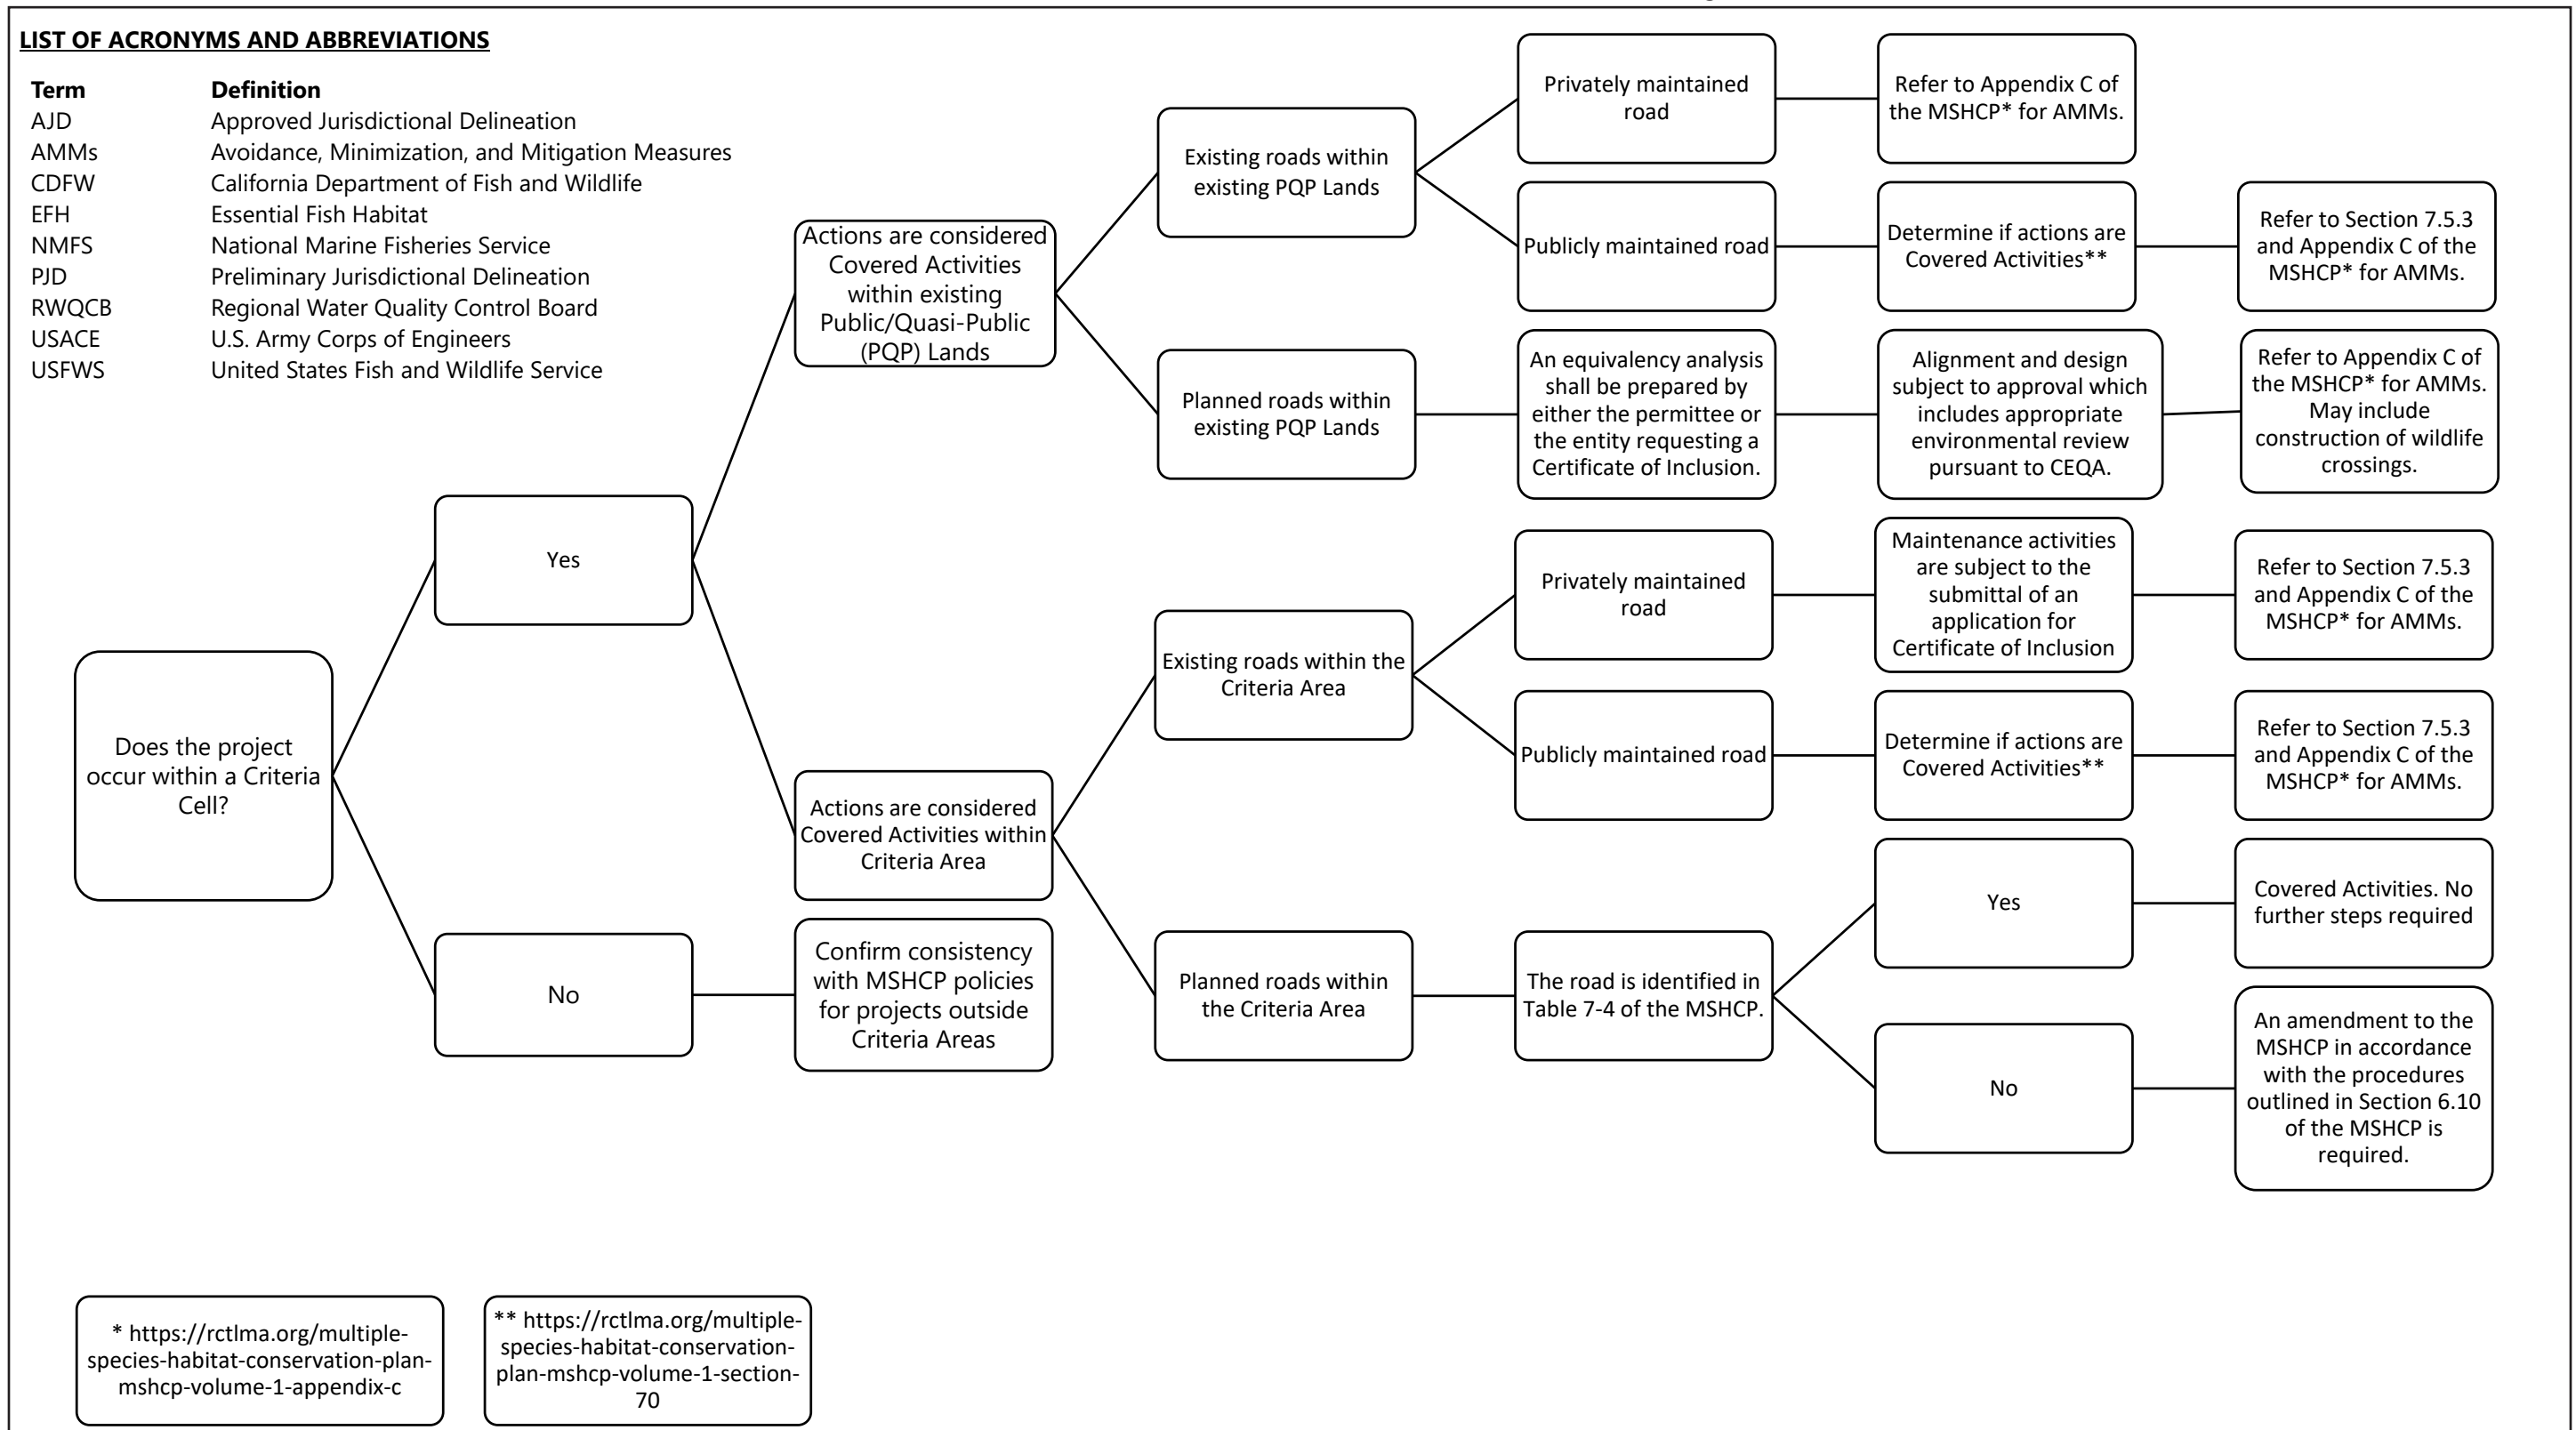 LIST OF ACRONYMS AND ABBREVIATIONS
Term Definition
AJD Approved Jurisdictional Delineation
AMMs Avoidance, Minimization, and Mitigation Measures
CDFW California Department of Fish and Wildlife
EFH Essential Fish Habitat
NMFS National Marine Fisheries Service
PJD Preliminary Jurisdictional Delineation
RWQCB Regional Water Quality Control Board
USACE U.S. Army Corps of Engineers
USFWS United States Fish and Wildlife Service
Does the project
occur within a Criteria
Cell?
Yes
No
Actions are considered
Covered Activities
within existing
Public/Quasi-Public
(PQP) Lands
Actions are considered
Covered Activities within
Criteria Area
Confirm consistency
with MSHCP policies
for projects outside
Criteria Areas
Existing roads within
existing PQP Lands
Privately maintained
road
Refer to Appendix C of
the MSHCP* for AMMs.
Publicly maintained road
Determine if actions are
Covered Activities**
Refer to Section 7.5.3
and Appendix C of the
MSHCP* for AMMs.
Planned roads within
existing PQP Lands
An equivalency analysis
shall be prepared by
either the permittee or
the entity requesting a
Certificate of Inclusion.
Alignment and design
subject to approval which
includes appropriate
environmental review
pursuant to CEQA.
Refer to Appendix C of
the MSHCP* for AMMs.
May include
construction of wildlife
crossings.
Existing roads within the
Criteria Area
Privately maintained
road
Maintenance activities
are subject to the
submittal of an
application for
Certificate of Inclusion
Refer to Section 7.5.3
and Appendix C of the
MSHCP* for AMMs.
Publicly maintained road
Determine if actions are
Covered Activities**
Refer to Section 7.5.3
and Appendix C of the
MSHCP* for AMMs.
Planned roads within
the Criteria Area
The road is identified in
Table 7-4 of the MSHCP.
Yes
Covered Activities. No
further steps required
No
An amendment to the
MSHCP in accordance
with the procedures
outlined in Section 6.10
of the MSHCP is
required.
* https://rctlma.org/multiple-
species-habitat-conservation-plan-
mshcp-volume-1-appendix-c
** https://rctlma.org/multiple-
species-habitat-conservation-
plan-mshcp-volume-1-section-
70